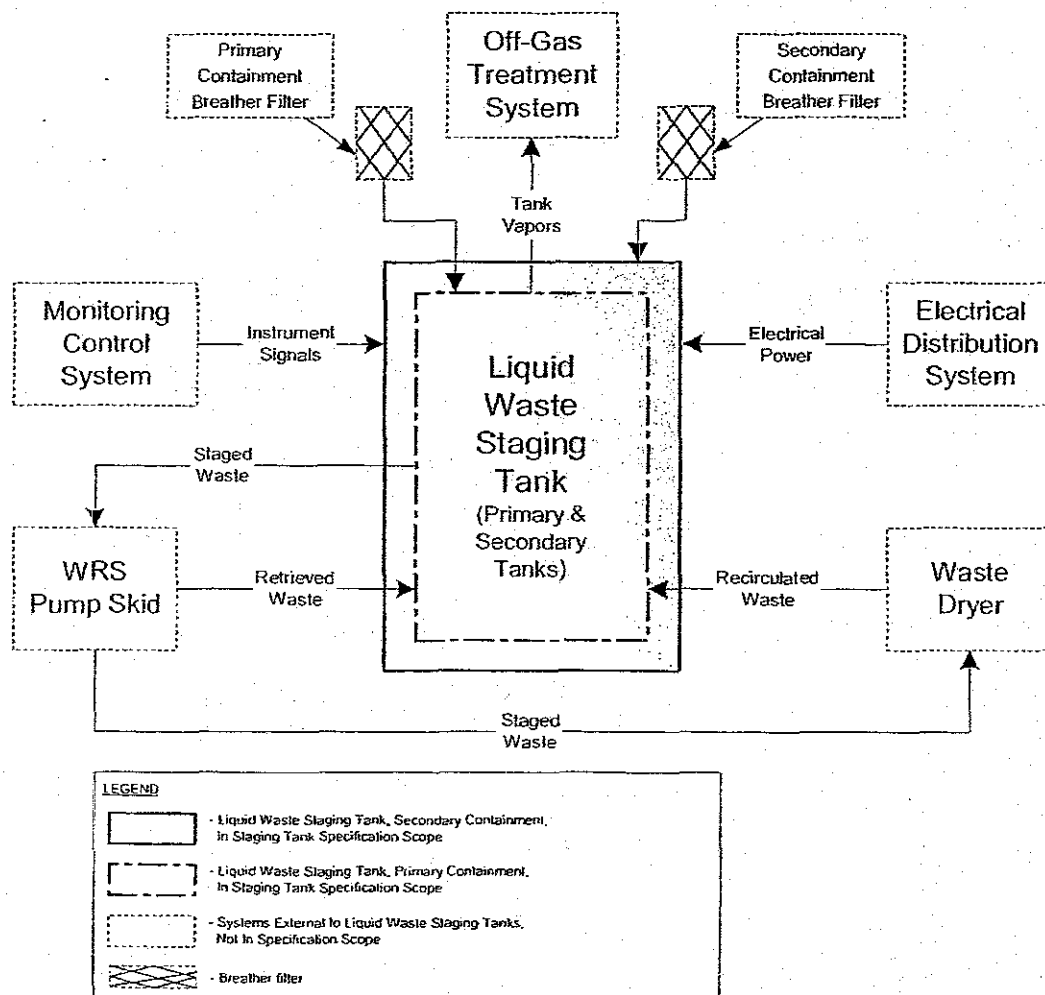 Primary
Containment
Breather Filter
Off-Gas
Treatment
System
Secondary
Containment
Breather Filter
Tank
Vapors
Monitoring
Control
System
Instrument
Signals
Liquid
Waste
Staging
Tank
(Primary &
Secondary
Tanks)
Electrical
Power
Electrical
Distribution
System
Staged
Waste
WRS
Pump Skid
Retrieved
Waste
Recirculated
Waste
Waste
Dryer
Staged
Waste
LEGEND
- Liquid Waste Staging Tank, Secondary Containment,
In Staging Tank Specification Scope
- Liquid Waste Staging Tank, Primary Containment,
In Staging Tank Specification Scope
- Systems External to Liquid Waste Staging Tanks,
Not In Specification Scope
- Breather filter